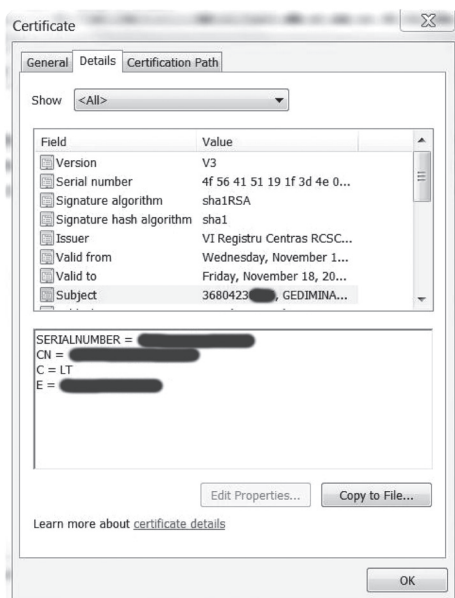 Certificate
General Details Certification Path
Show <All>
Field Value
Version V3
Serial number 4f 56 41 51 19 1f 3d 4e 0...
Signature algorithm sha1RSA
Signature hash algorithm sha1
Issuer VI Registru Centras RCSC...
Valid from Wednesday, November 1...
Valid to Friday, November 18, 20...
Subject 3680423 , GEDIMINA...
SERIALNUMBER =
CN =
C = LT
E =
Edit Properties... Copy to File...
Learn more about certificate details
OK